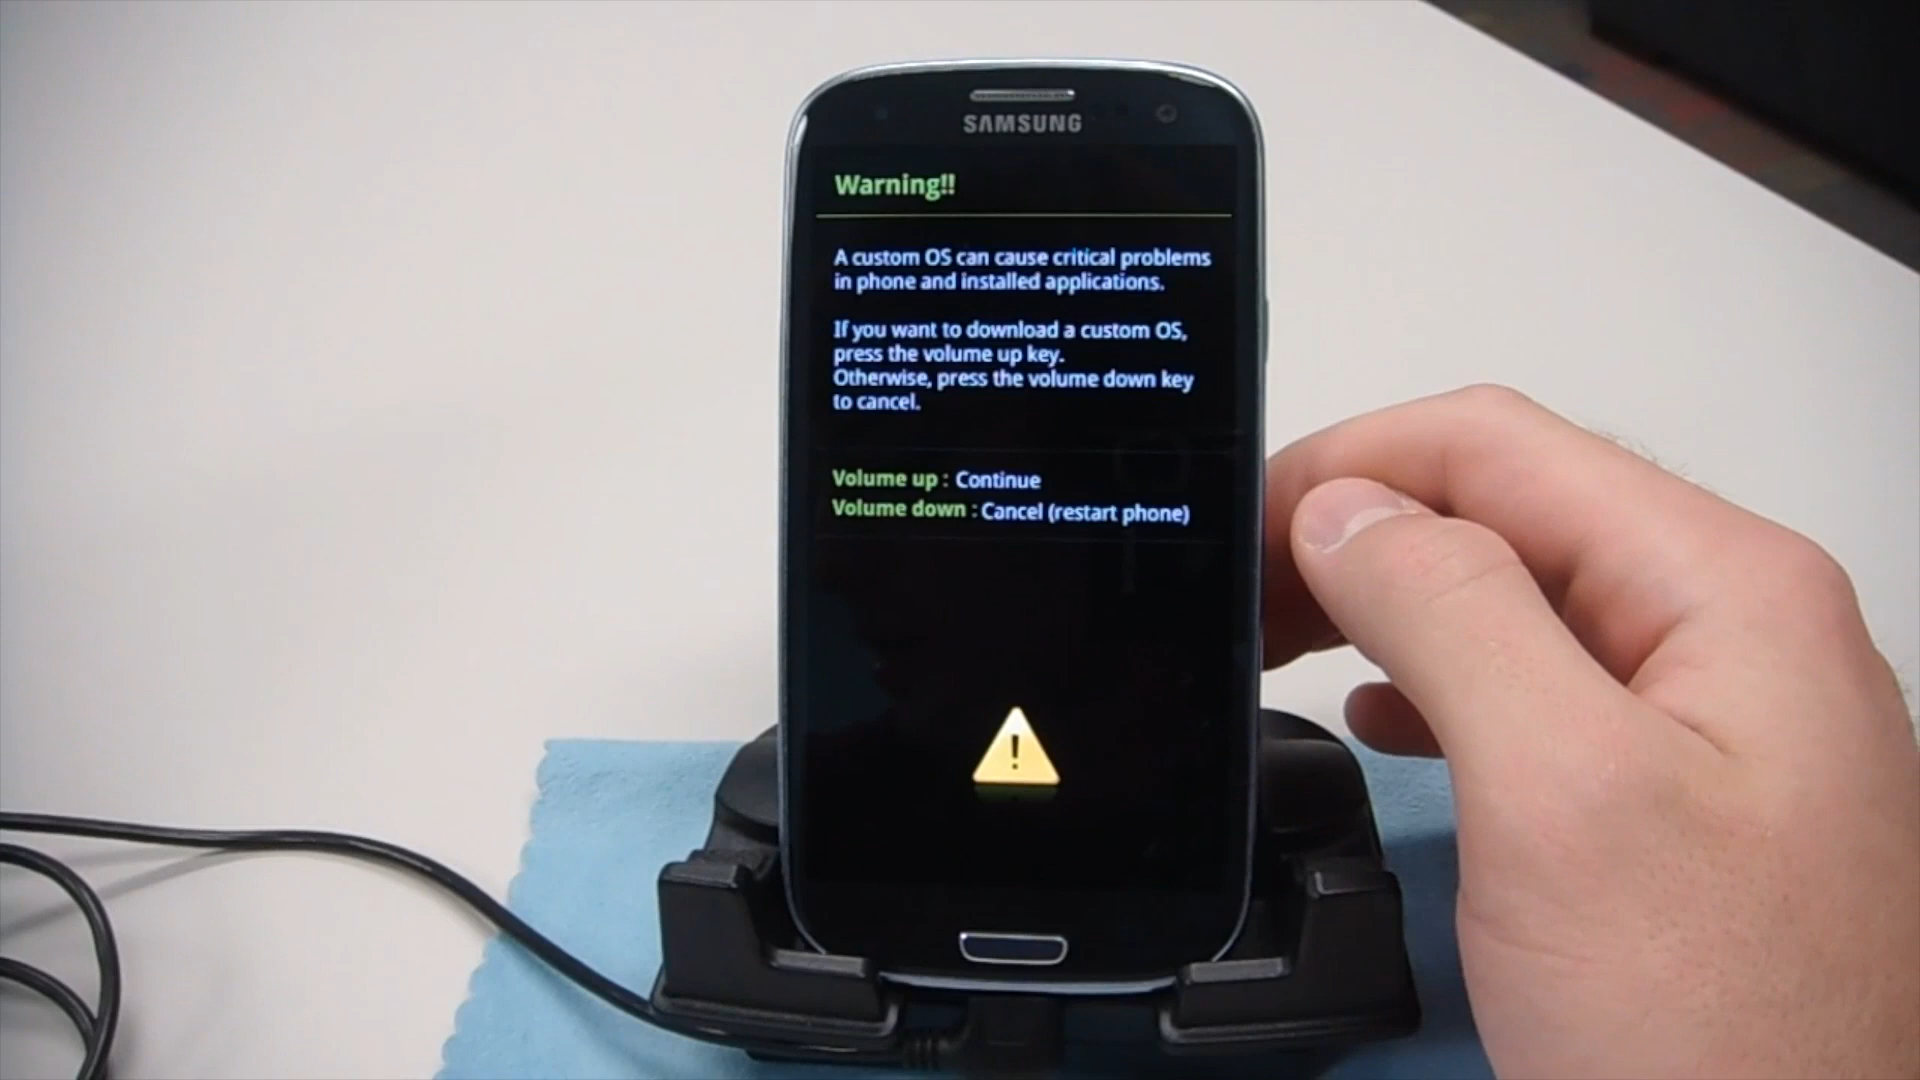 SAMSUNG
Warning!!
A custom OS can cause critical problems
in phone and installed applications.
If you want to download a custom OS,
press the volume up key.
Otherwise, press the volume down key
to cancel.
Volume up : Continue
Volume down : Cancel (restart phone)